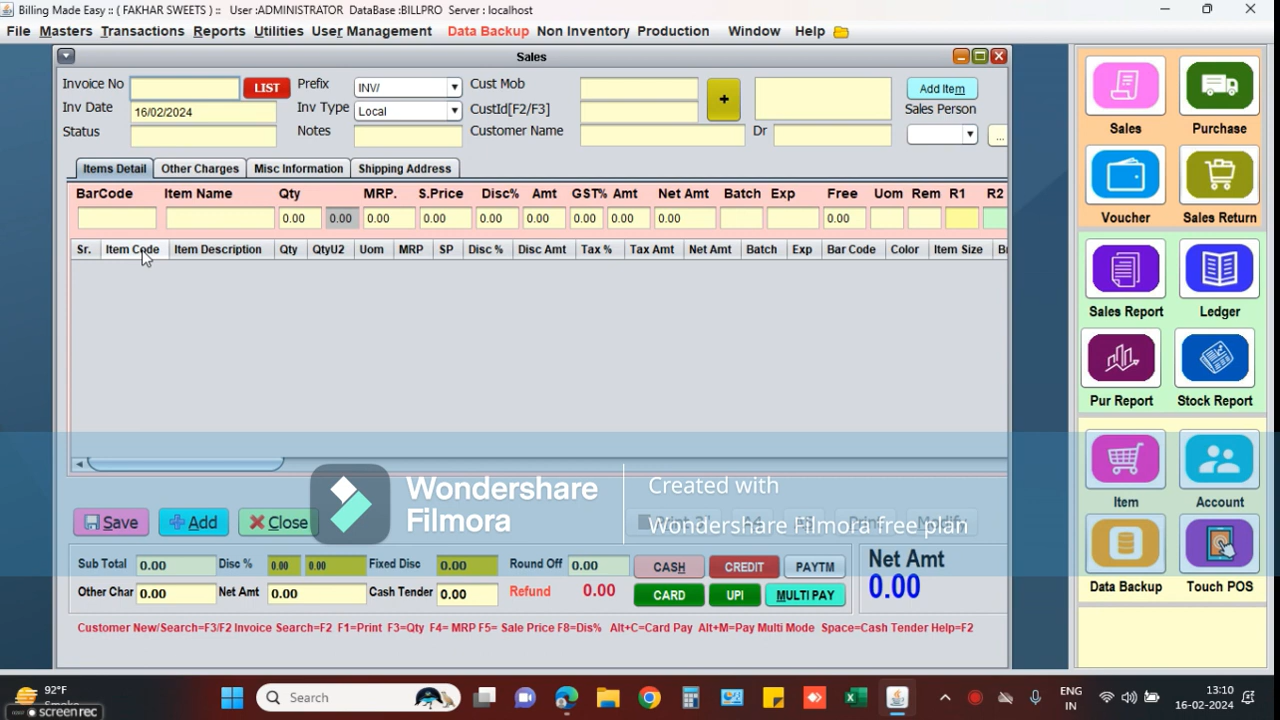 Billing Made Easy :: ( FAKHAR SWEETS ) :: User :ADMINISTRATOR DataBase :BILLPRO Server : localhost
File Masters Transactions Reports Utilities User Management Data Backup Non Inventory Production Window Help
Sales
Invoice No LIST Prefix INV/ Cust Mob + Add Item
Inv Date 16/02/2024 Inv Type Local CustId[F2/F3] Sales Person
Status Notes Customer Name Dr ...
Items Detail Other Charges Misc Information Shipping Address
BarCode Item Name Qty MRP. S.Price Disc% Amt GST% Amt Net Amt Batch Exp Free Uom Rem R1 R2
0.00 0.00 0.00 0.00 0.00 0.00 0.00 0.00 0.00 0.00
Sr. Item Code Item Description Qty QtyU2 Uom MRP SP Disc % Disc Amt Tax % Tax Amt Net Amt Batch Exp Bar Code Color Item Size
Wondershare Filmora
Created with
Wondershare Filmora free plan
Save Add Close Modify
Sub Total 0.00 Disc % 0.00 0.00 Fixed Disc 0.00 Round Off 0.00 CASH CREDIT PAYTM
Other Char 0.00 Net Amt 0.00 Cash Tender 0.00 Refund 0.00 CARD UPI MULTI PAY
Net Amt
0.00
Customer New/Search=F3/F2 Invoice Search=F2 F1=Print F3=Qty F4= MRP F5= Sale Price F8=Dis% Alt+C=Card Pay Alt+M=Pay Multi Mode Space=Cash Tender Help=F2
Sales Purchase
Voucher Sales Return
Sales Report Ledger
Pur Report Stock Report
Item Account
Data Backup Touch POS
92°F
Smoke
screenrec
Search
ENG
IN
13:10
16-02-2024